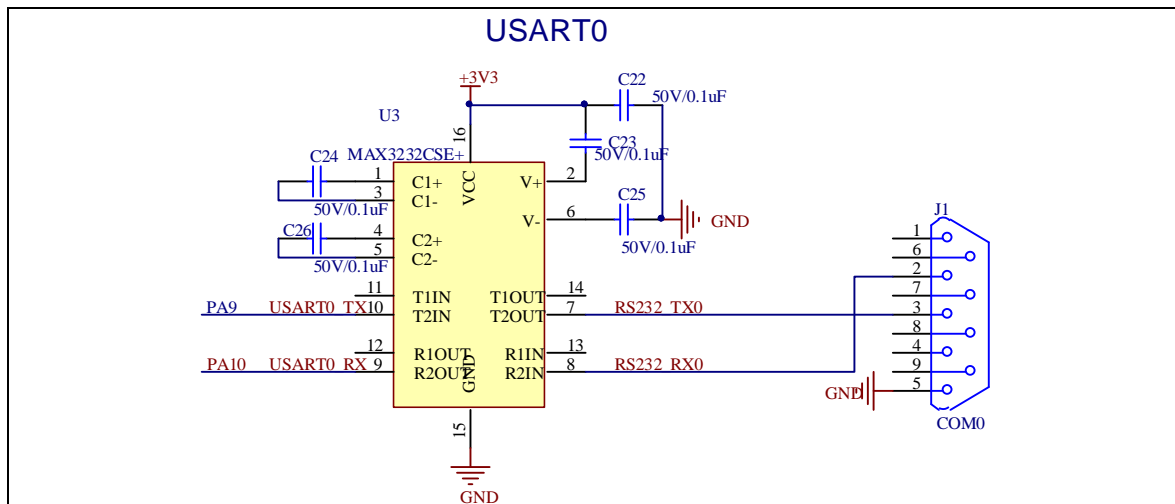 USART0
+3V3
C22
50V/0.1uF
U3
16
C23
50V/0.1uF
MAX3232CSE+
C24
1
C1+
VCC
V+
2
3
C1-
50V/0.1uF
C25
V-
6
GND
50V/0.1uF
J1
C26
4
C2+
5
C2-
50V/0.1uF
1
6
2
7
3
8
4
9
5
11
T1IN
T1OUT
14
PA9
USART0_TX
10
T2IN
T2OUT
7
RS232_TX0
12
R1OUT
R1IN
13
PA10
USART0_RX
9
R2OUT
GND
R2IN
8
RS232_RX0
GND
COM0
15
GND